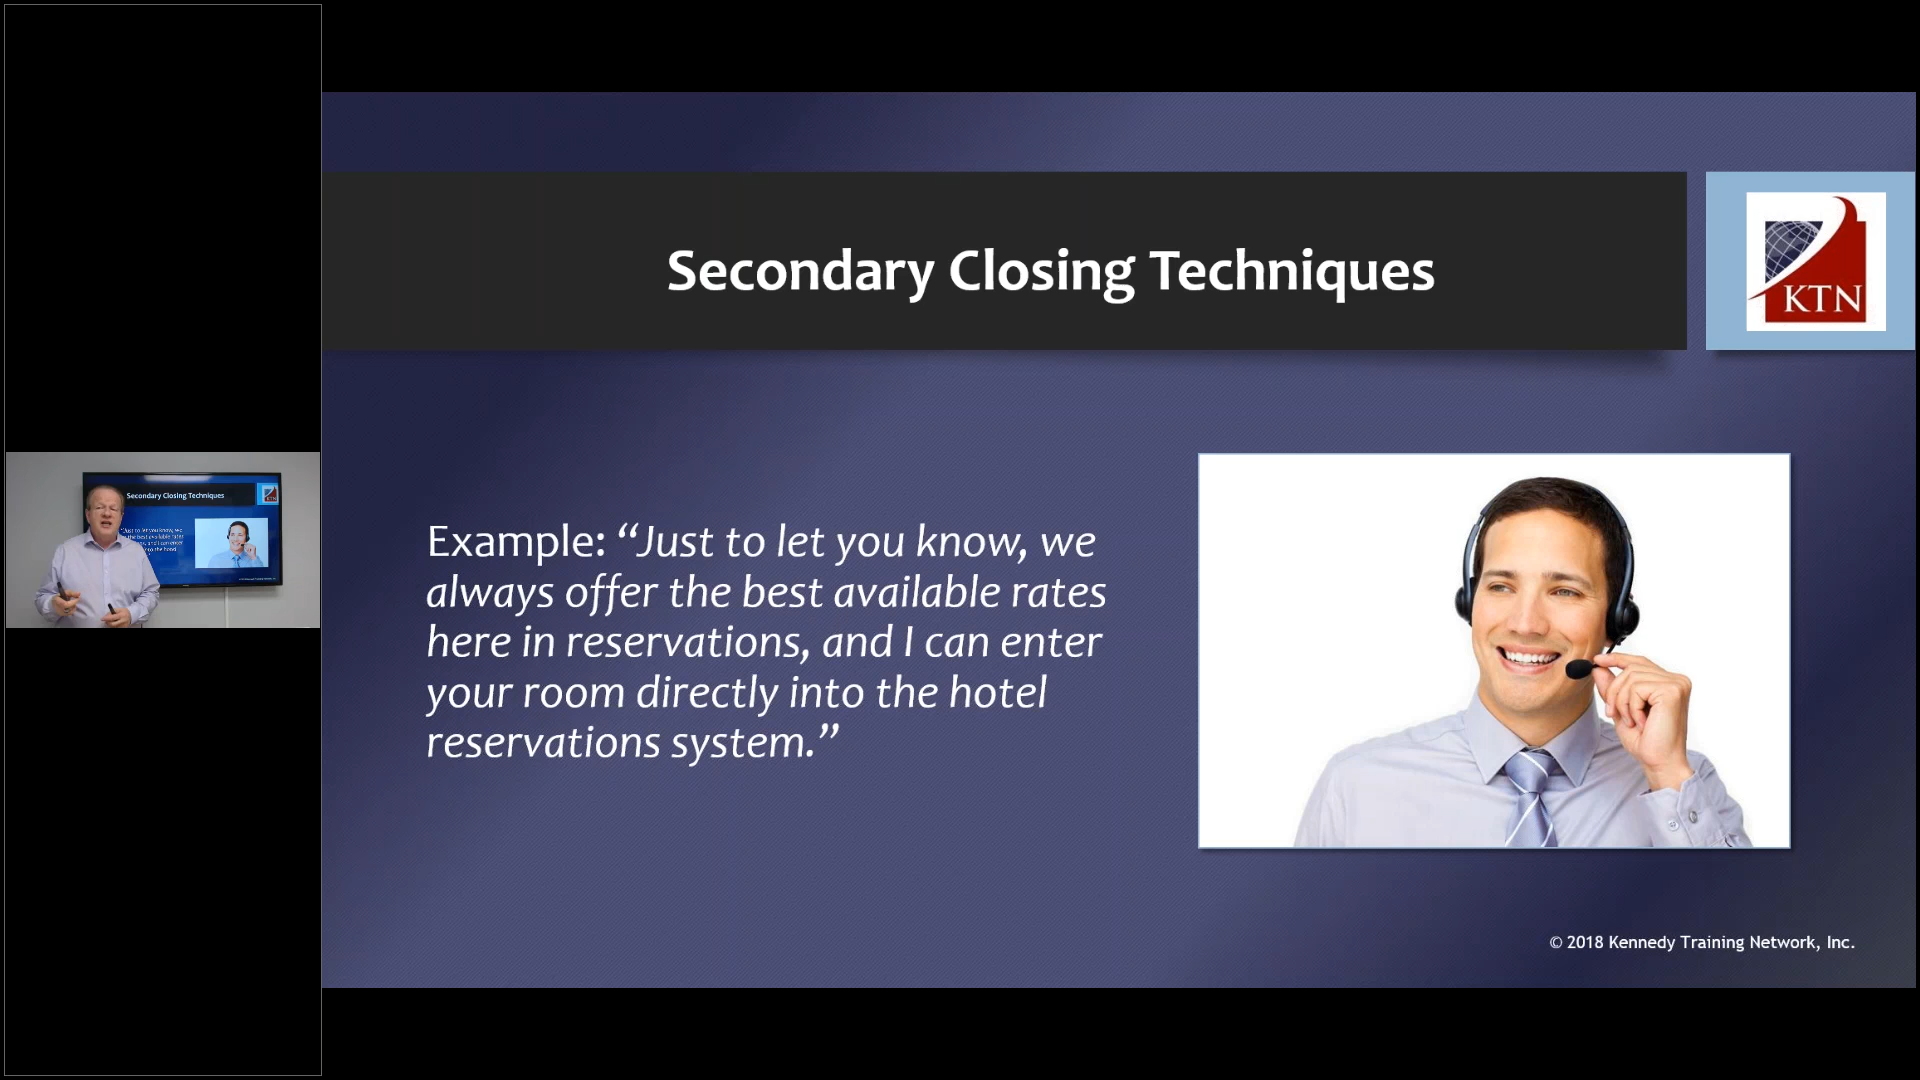 Secondary Closing Techniques
KTN
Example: “Just to let you know, we
always offer the best available rates
here in reservations, and I can enter
your room directly into the hotel
reservations system.”
© 2018 Kennedy Training Network, Inc.
Secondary Closing Techniques
KTN